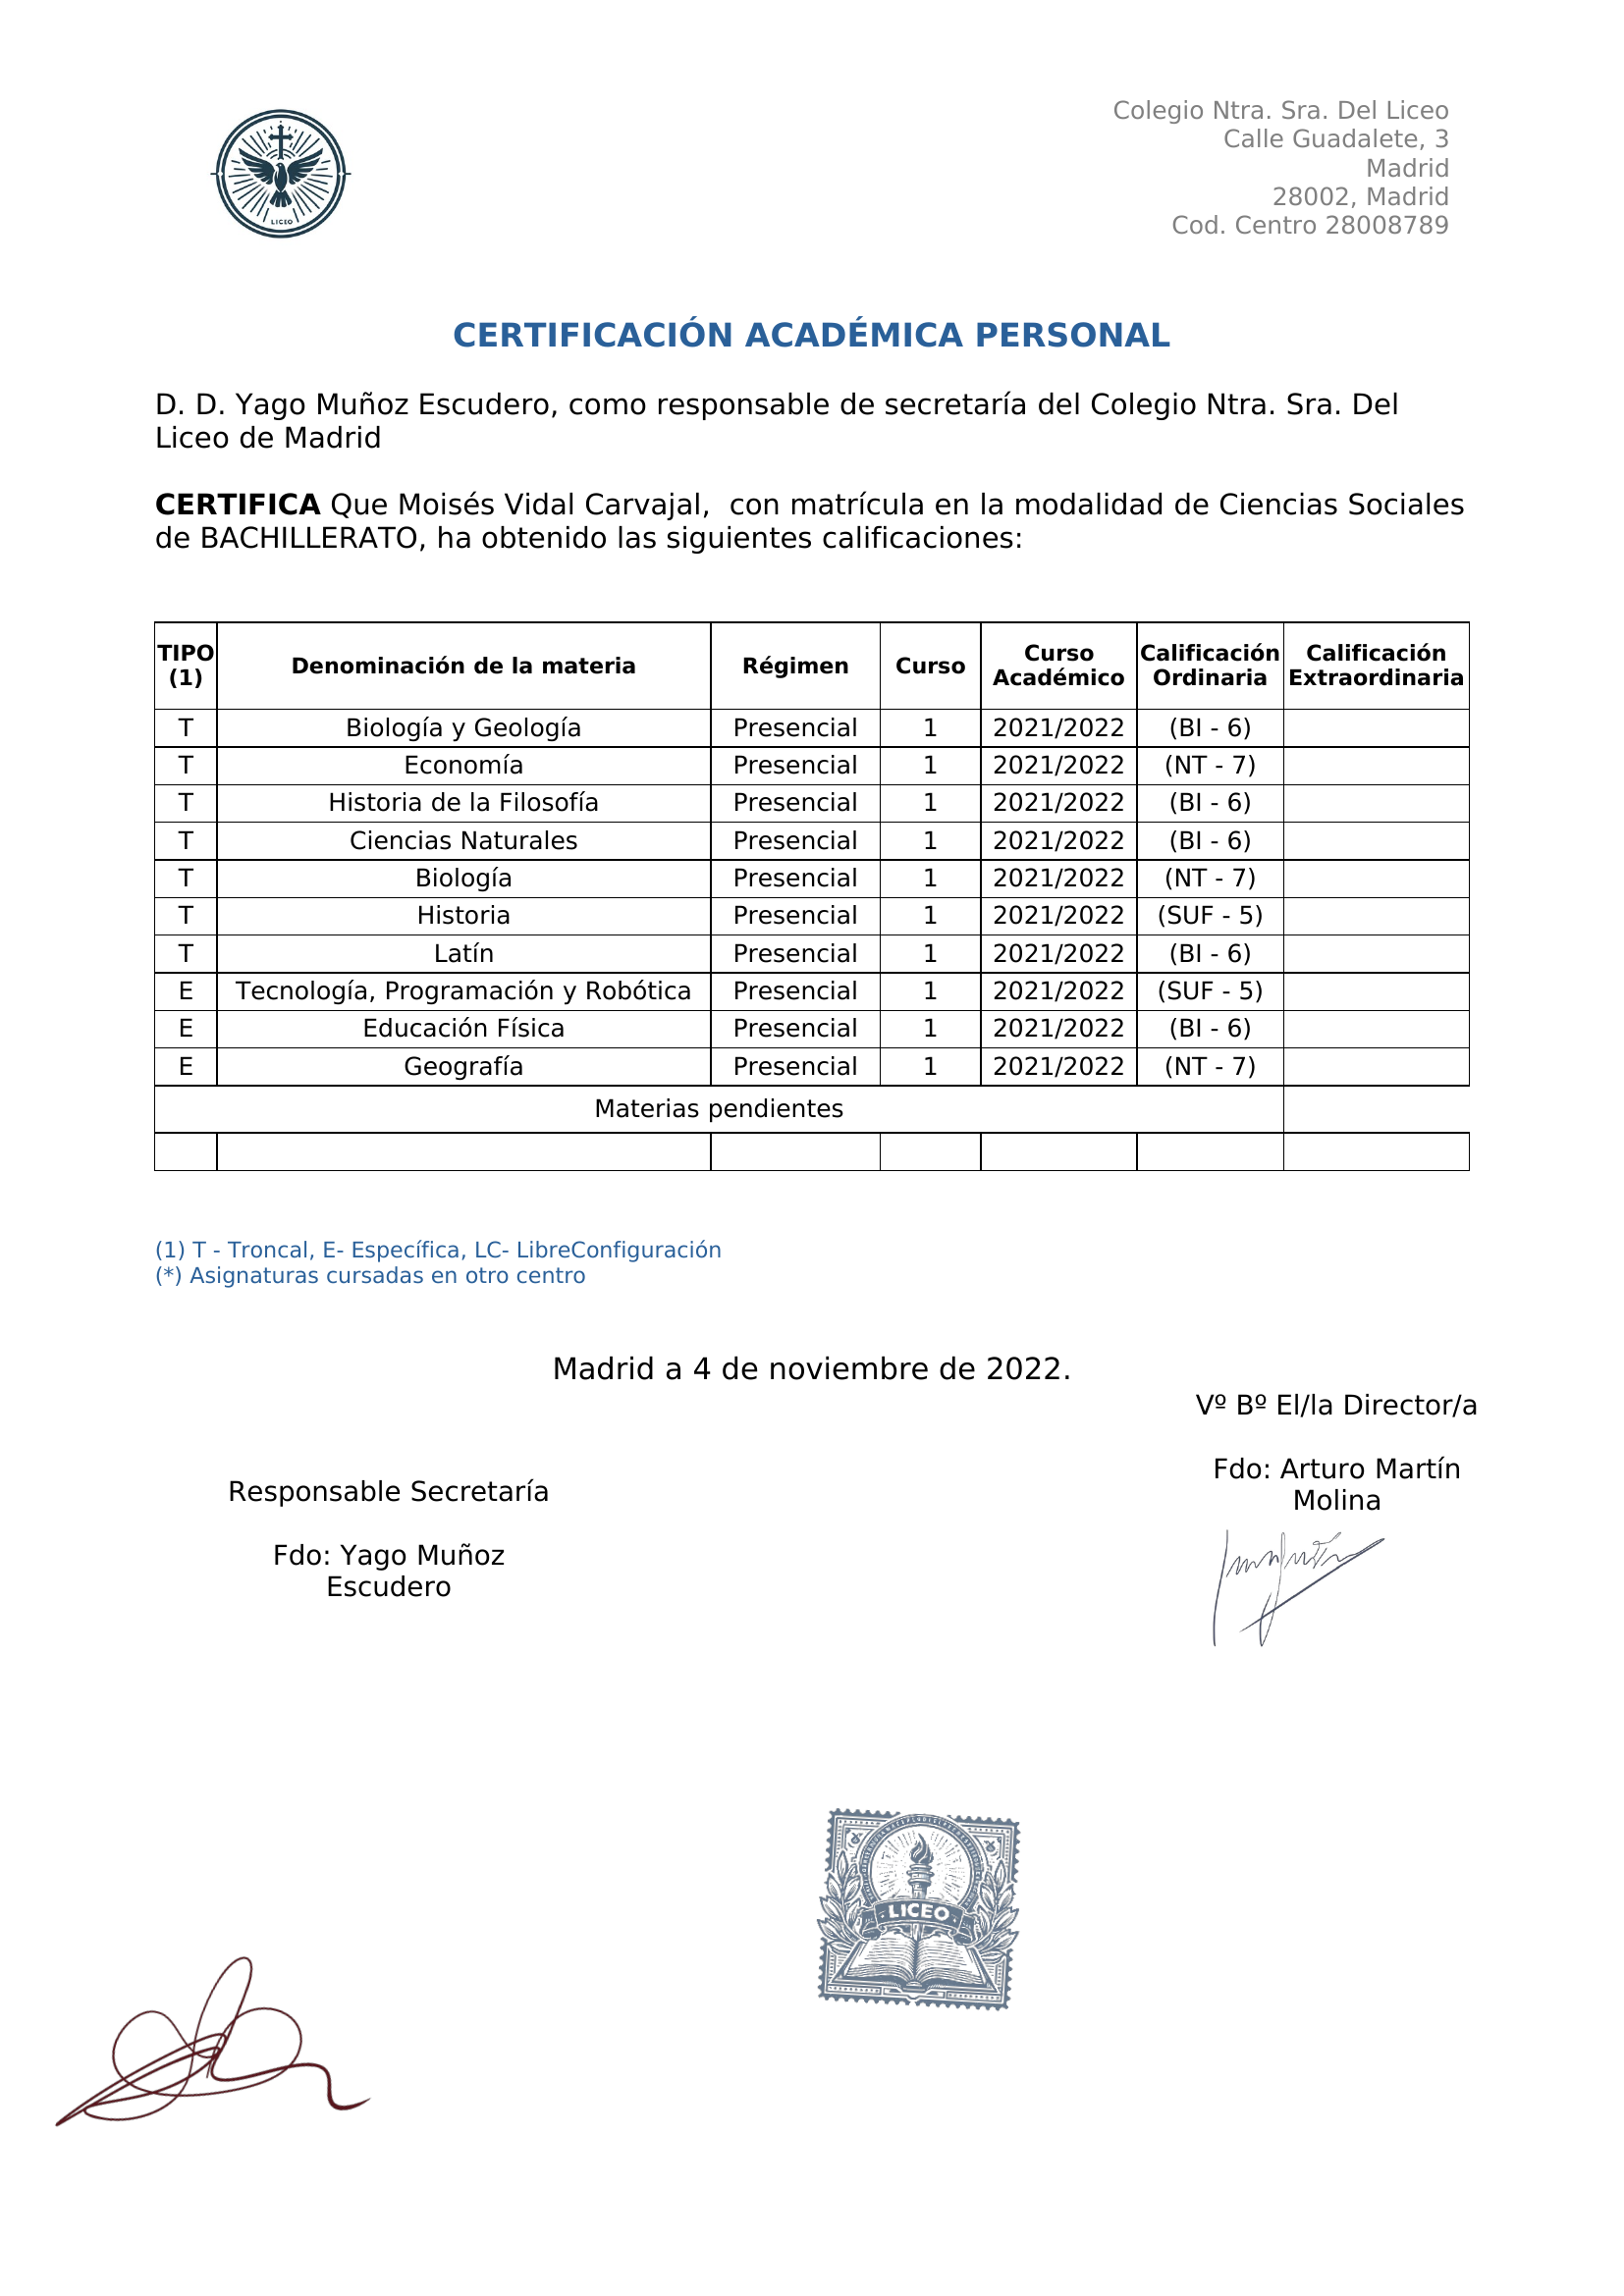 LICEO
Colegio Ntra. Sra. Del Liceo
Calle Guadalete, 3
Madrid
28002, Madrid
Cod. Centro 28008789
CERTIFICACIÓN ACADÉMICA PERSONAL
D. D. Yago Muñoz Escudero, como responsable de secretaría del Colegio Ntra. Sra. Del
Liceo de Madrid
CERTIFICA Que Moisés Vidal Carvajal,  con matrícula en la modalidad de Ciencias Sociales
de BACHILLERATO, ha obtenido las siguientes calificaciones:
TIPO (1) Denominación de la materia Régimen Curso Curso Académico Calificación Ordinaria Calificación Extraordinaria
T Biología y Geología Presencial 1 2021/2022 (BI - 6)
T Economía Presencial 1 2021/2022 (NT - 7)
T Historia de la Filosofía Presencial 1 2021/2022 (BI - 6)
T Ciencias Naturales Presencial 1 2021/2022 (BI - 6)
T Biología Presencial 1 2021/2022 (NT - 7)
T Historia Presencial 1 2021/2022 (SUF - 5)
T Latín Presencial 1 2021/2022 (BI - 6)
E Tecnología, Programación y Robótica Presencial 1 2021/2022 (SUF - 5)
E Educación Física Presencial 1 2021/2022 (BI - 6)
E Geografía Presencial 1 2021/2022 (NT - 7)
Materias pendientes
(1) T - Troncal, E- Específica, LC- LibreConfiguración
(*) Asignaturas cursadas en otro centro
Madrid a 4 de noviembre de 2022.
Vº Bº El/la Director/a
Fdo: Arturo Martín
Molina
Responsable Secretaría
Fdo: Yago Muñoz
Escudero
LICEO